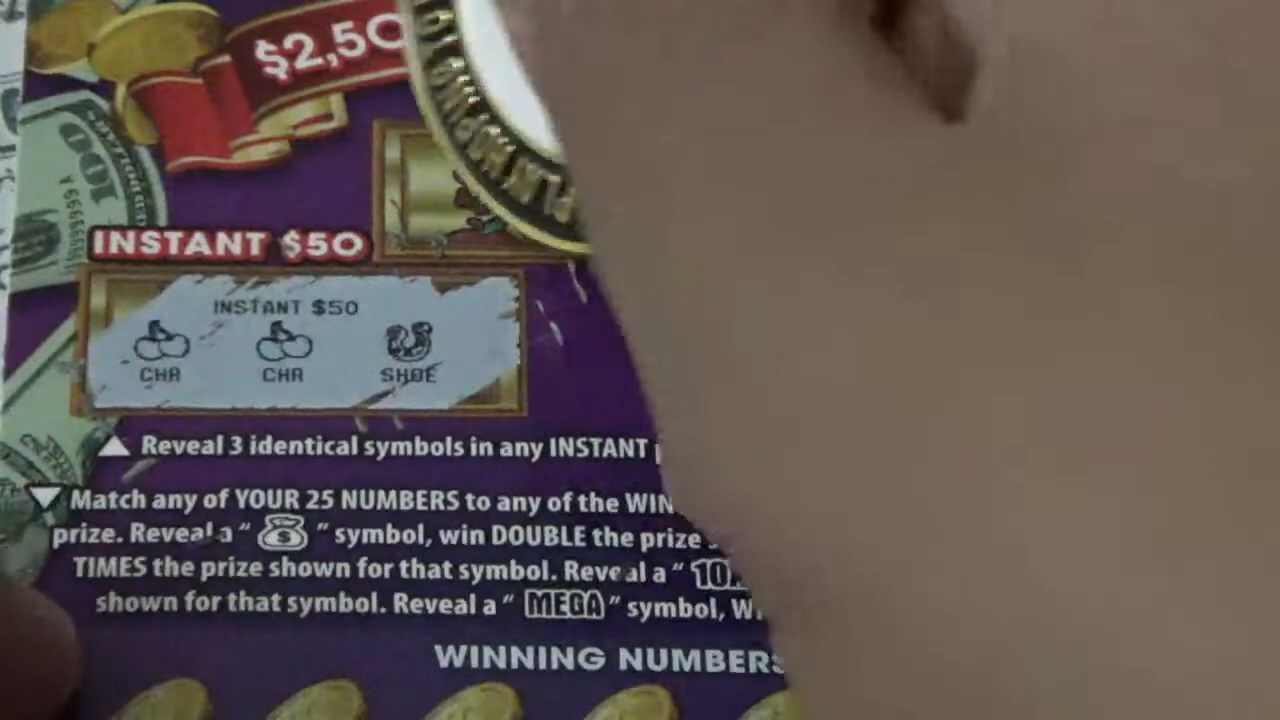 $2,50
100
INSTANT $50
INSTANT $50
CHR CHR SHOE
Reveal 3 identical symbols in any INSTANT
Match any of YOUR 25 NUMBERS to any of the WIN
prize. Reveal a “ ” symbol, win DOUBLE the prize
TIMES the prize shown for that symbol. Reveal a “ 10
shown for that symbol. Reveal a “ MEGA ” symbol, W
WINNING NUMBERS